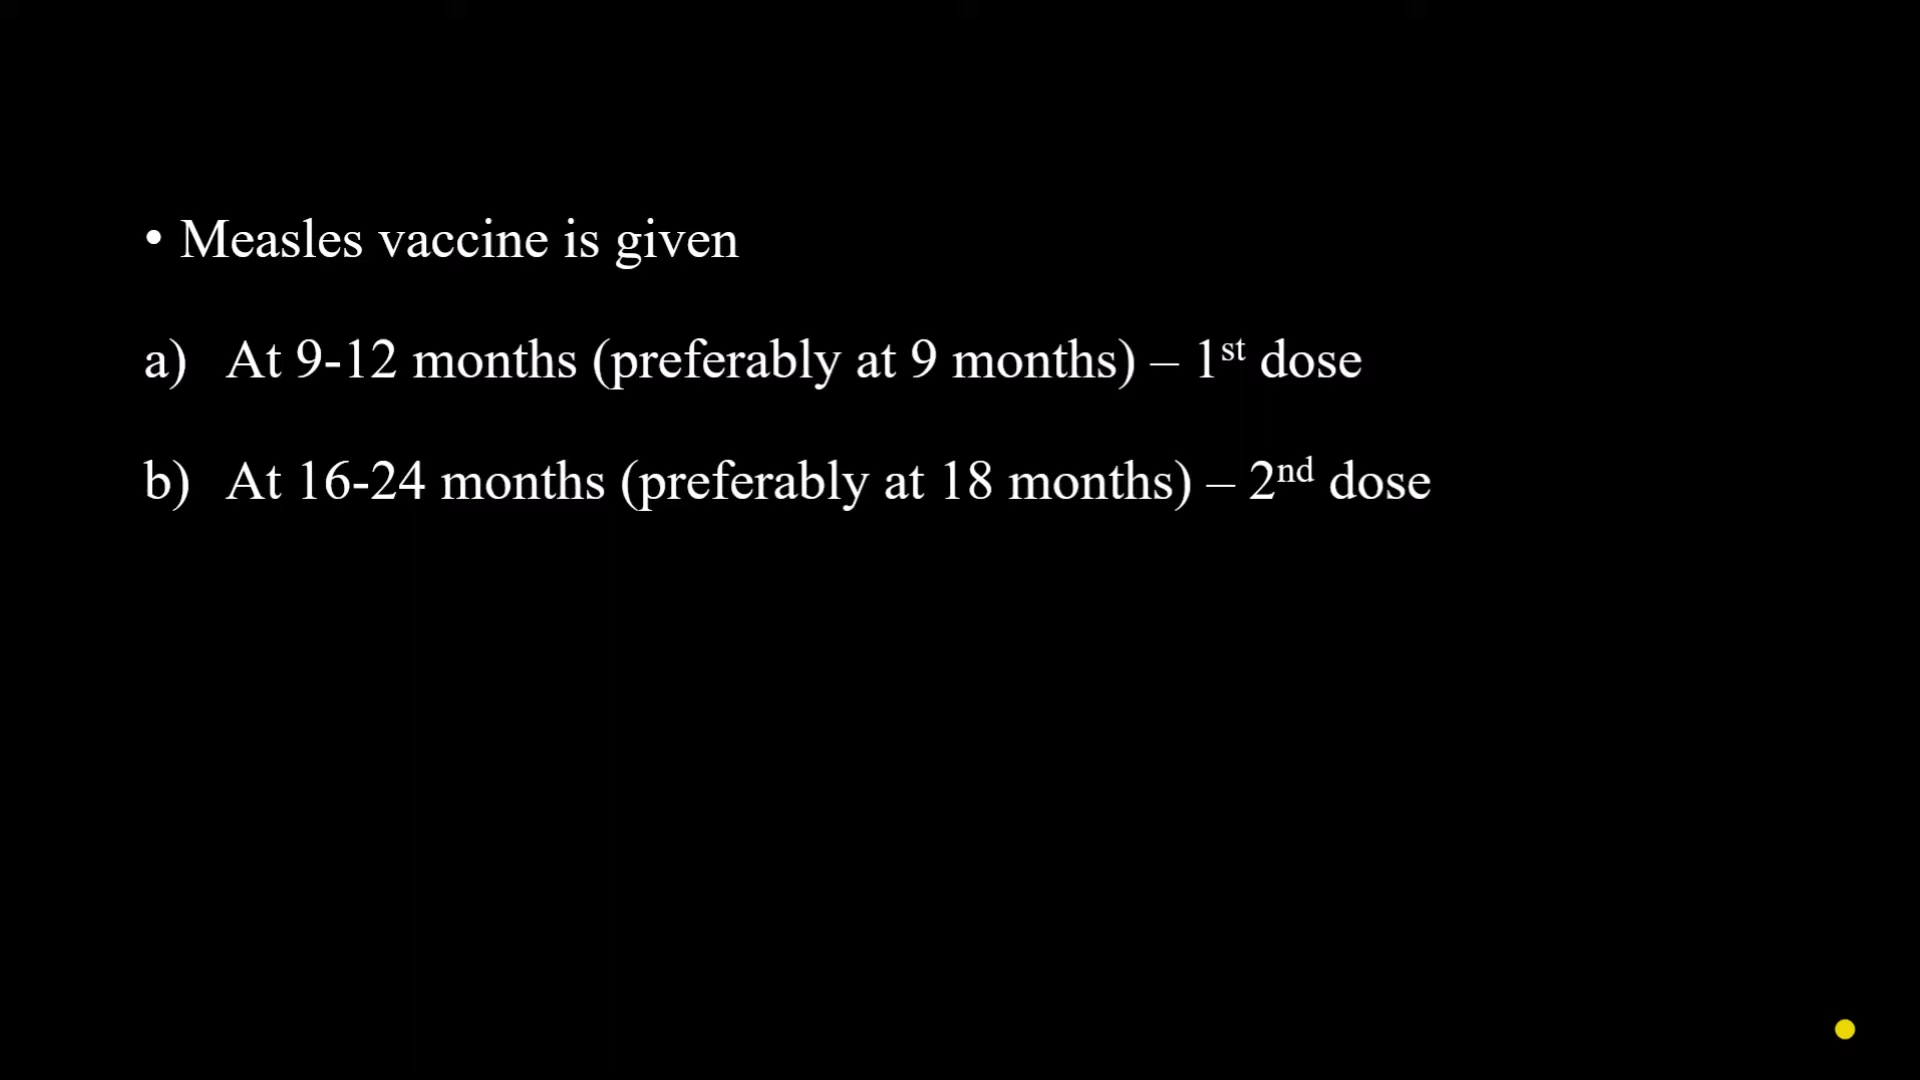 • Measles vaccine is given
a) At 9-12 months (preferably at 9 months) – 1st dose
b) At 16-24 months (preferably at 18 months) – 2nd dose